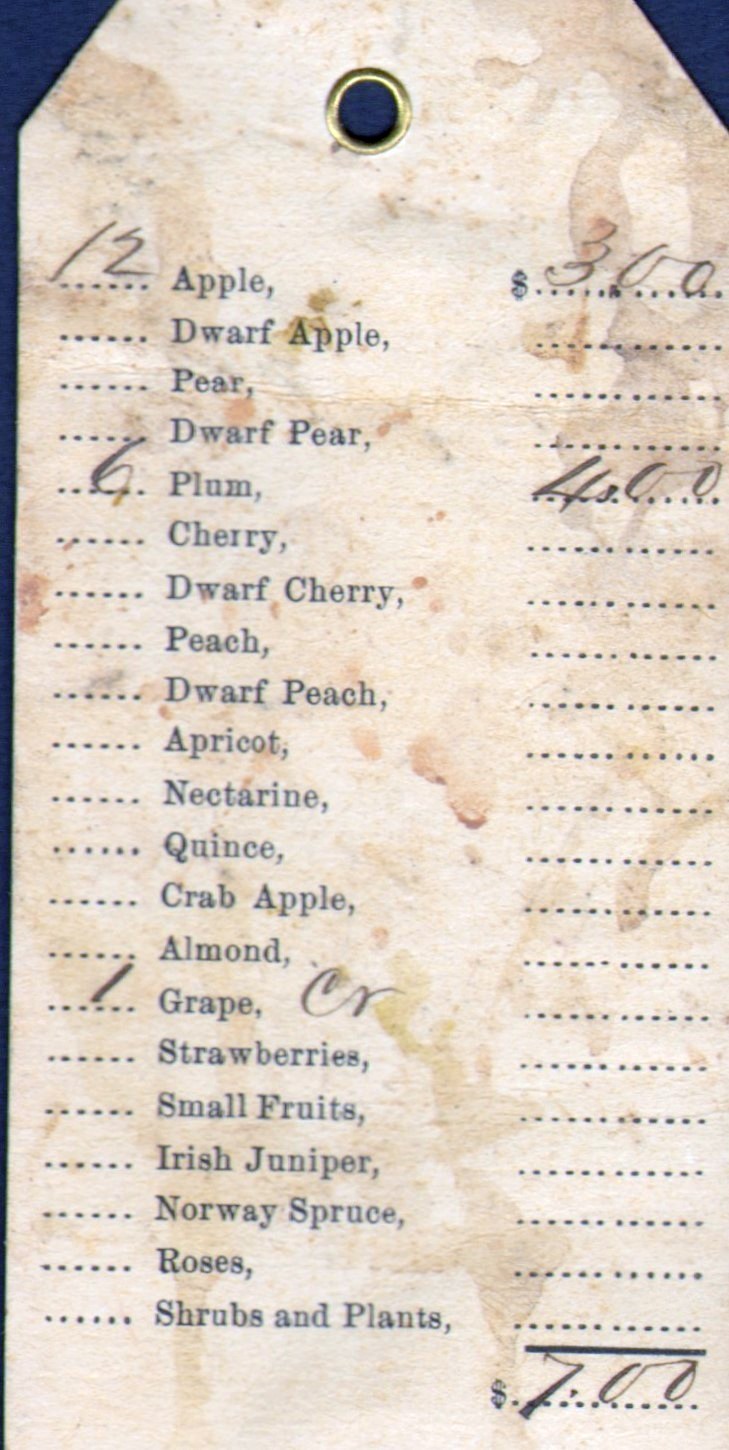 12 Apple, $ 3.00
Dwarf Apple,
Pear,
Dwarf Pear,
6 Plum, 4.00
Cherry,
Dwarf Cherry,
Peach,
Dwarf Peach,
Apricot,
Nectarine,
Quince,
Crab Apple,
Almond,
1 Grape, Cr
Strawberries,
Small Fruits,
Irish Juniper,
Norway Spruce,
Roses,
Shrubs and Plants,
$ 7.00